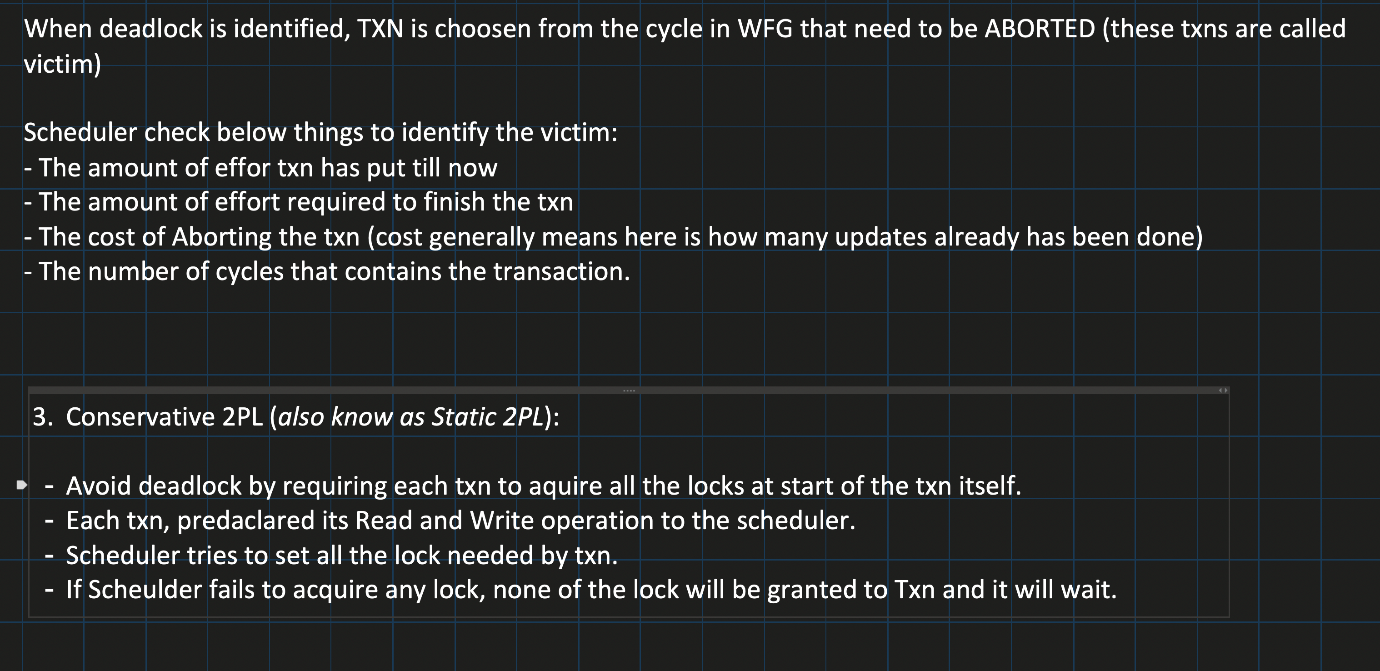 When deadlock is identified, TXN is choosen from the cycle in WFG that need to be ABORTED (these txns are called
victim)
Scheduler check below things to identify the victim:
- The amount of effor txn has put till now
- The amount of effort required to finish the txn
- The cost of Aborting the txn (cost generally means here is how many updates already has been done)
- The number of cycles that contains the transaction.
3. Conservative 2PL (also know as Static 2PL):
- Avoid deadlock by requiring each txn to aquire all the locks at start of the txn itself.
- Each txn, predaclared its Read and Write operation to the scheduler.
- Scheduler tries to set all the lock needed by txn.
- If Scheulder fails to acquire any lock, none of the lock will be granted to Txn and it will wait.